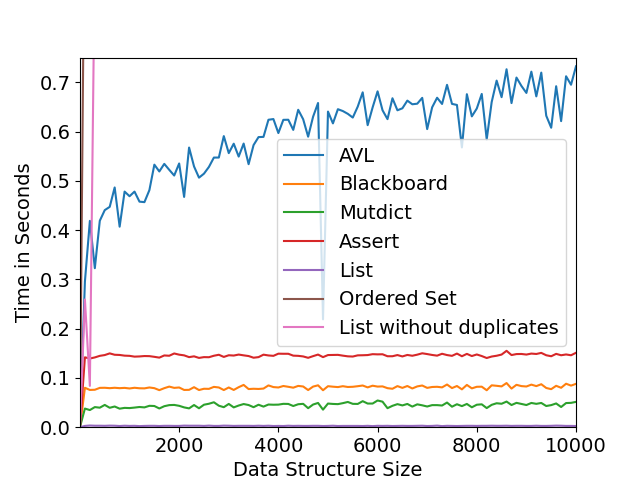 0.7
0.6
0.5
0.4
0.3
0.2
0.1
0.0
Time in Seconds
AVL
Blackboard
Mutdict
Assert
List
Ordered Set
List without duplicates
2000 4000 6000 8000 10000
Data Structure Size